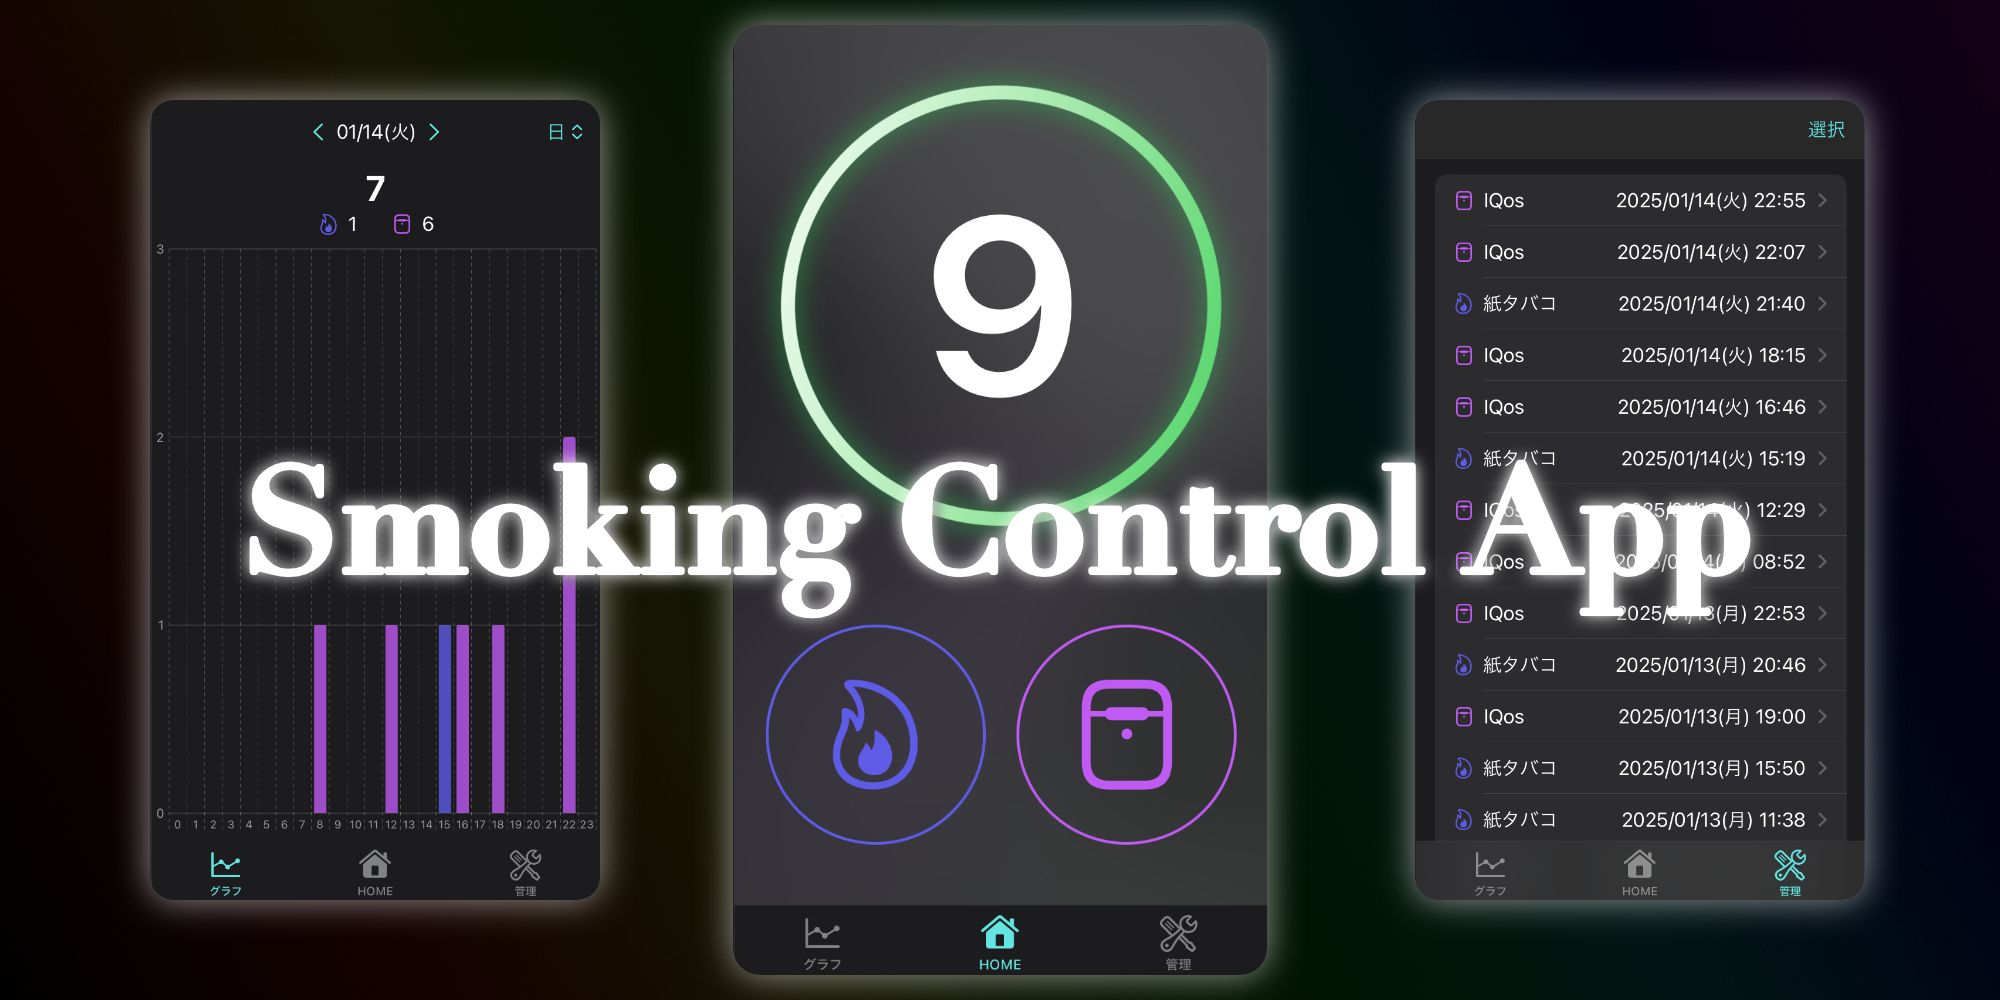 01/14(火)
日
7
1
6
3
2
1
0
0 1 2 3 4 5 6 7 8 9 10 11 12 13 14 15 16 17 18 19 20 21 22 23
グラフ
HOME
管理
9
グラフ
HOME
管理
Smoking Control App
選択
IQos 2025/01/14(火) 22:55
IQos 2025/01/14(火) 22:07
紙タバコ 2025/01/14(火) 21:40
IQos 2025/01/14(火) 18:15
IQos 2025/01/14(火) 16:46
紙タバコ 2025/01/14(火) 15:19
IQos 2025/01/14(火) 12:29
IQos 08:52
IQos 2025/01/13(月) 22:53
紙タバコ 2025/01/13(月) 20:46
IQos 2025/01/13(月) 19:00
紙タバコ 2025/01/13(月) 15:50
紙タバコ 2025/01/13(月) 11:38
グラフ
HOME
管理